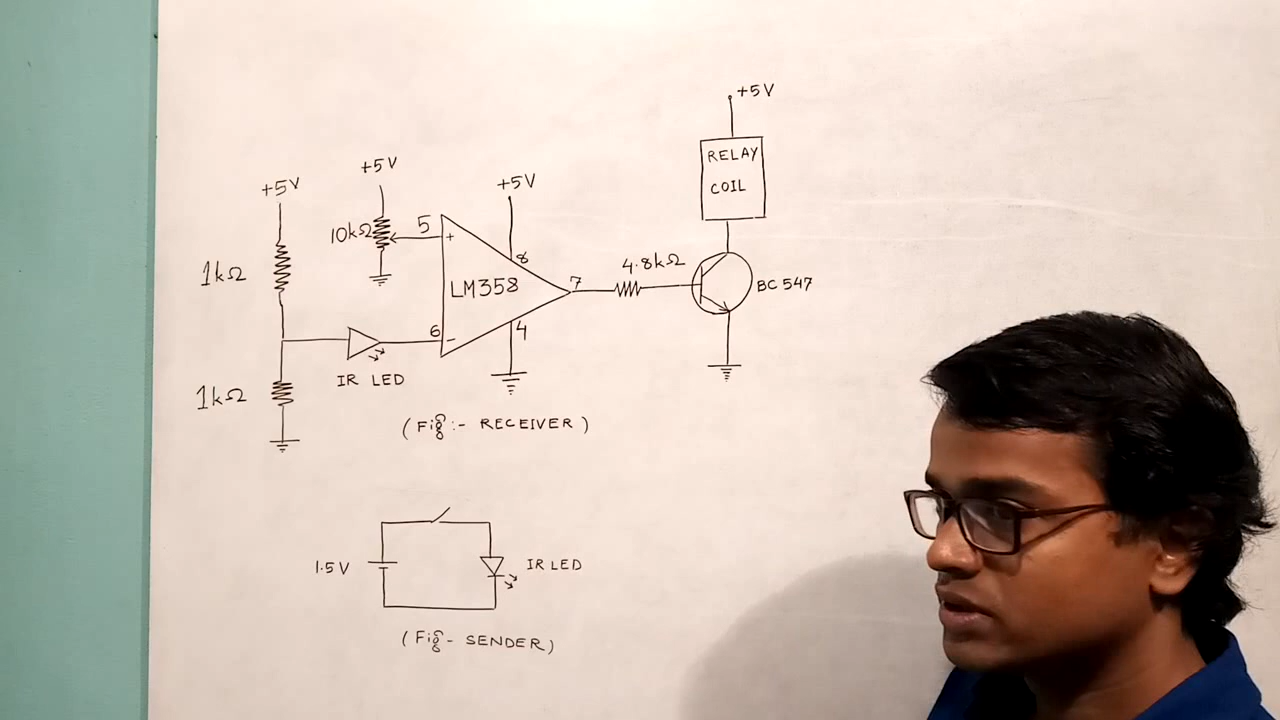 +5V
RELAY
COIL
+5V
+5V
+5V
10kΩ
5
+
8
1kΩ
LM358
7
4.8kΩ
BC 547
6
-
4
IR LED
1kΩ
(Fig:- RECEIVER)
1.5V
IR LED
(Fig- SENDER)